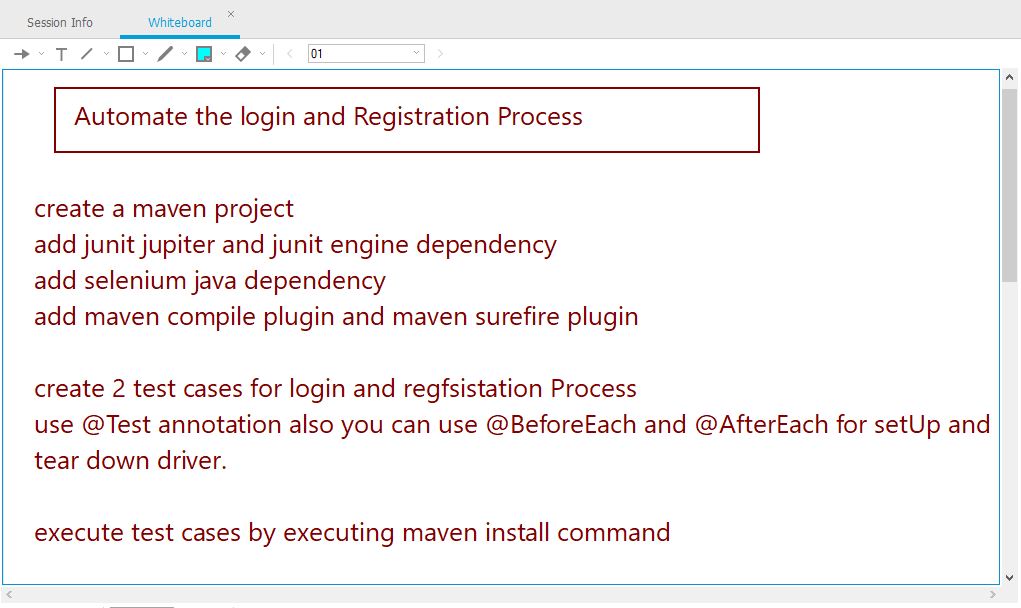 Session Info
Whiteboard
T
01
Automate the login and Registration Process
create a maven project
add junit jupiter and junit engine dependency
add selenium java dependency
add maven compile plugin and maven surefire plugin
create 2 test cases for login and regfsistation Process
use @Test annotation also you can use @BeforeEach and @AfterEach for setUp and
tear down driver.
execute test cases by executing maven install command